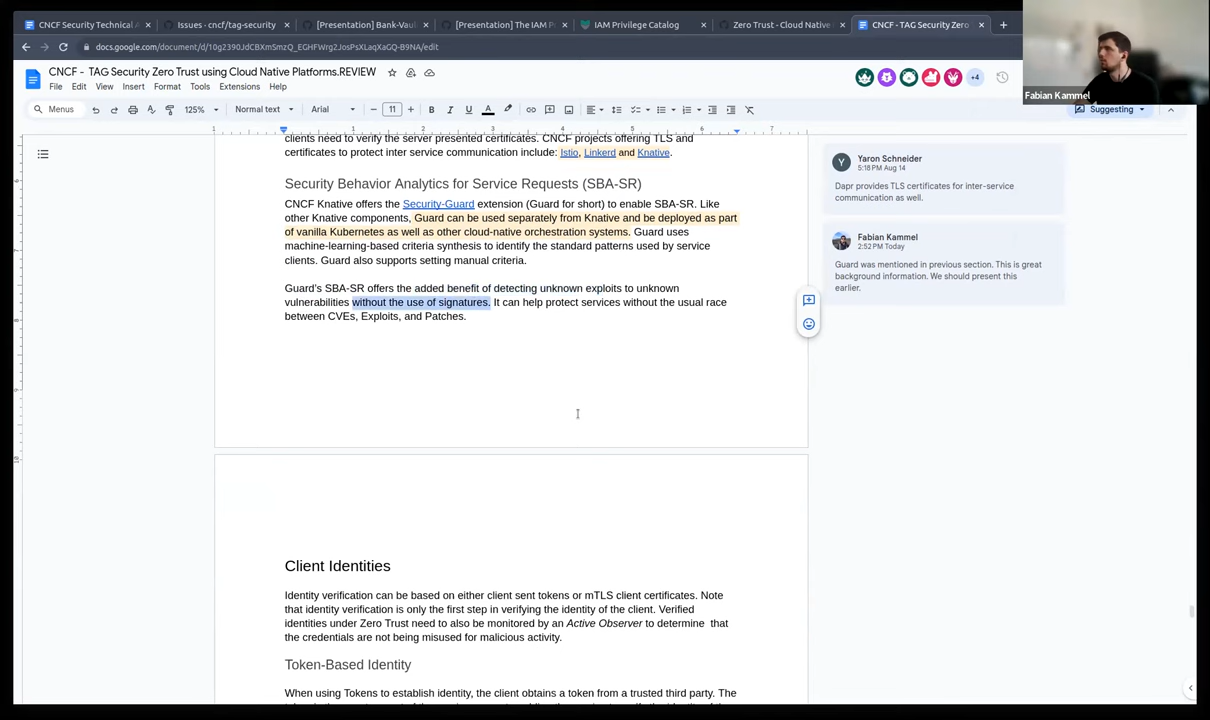 CNCF Security Technical A
Issues · cncf/tag-security
[Presentation] Bank-Vaul
[Presentation] The IAM P
IAM Privilege Catalog
Zero Trust - Cloud Native
CNCF - TAG Security Zero
docs.google.com/document/d/10g2390JdCBXmSmzQ_EGHFWrg2JosPsXLaqXaGQ-B9NA/edit
CNCF - TAG Security Zero Trust using Cloud Native Platforms.REVIEW
File Edit View Insert Format Tools Extensions Help
+4
Fabian Kammel
Menus 125% Normal text Arial 11 Suggesting
1 1 2 3 4 5 6 7
clients need to verify the server presented certificates. CNCF projects offering TLS and
certificates to protect inter service communication include: Istio, Linkerd and Knative.
Security Behavior Analytics for Service Requests (SBA-SR)
CNCF Knative offers the Security-Guard extension (Guard for short) to enable SBA-SR. Like
other Knative components, Guard can be used separately from Knative and be deployed as part
of vanilla Kubernetes as well as other cloud-native orchestration systems. Guard uses
machine-learning-based criteria synthesis to identify the standard patterns used by service
clients. Guard also supports setting manual criteria.
Guard's SBA-SR offers the added benefit of detecting unknown exploits to unknown
vulnerabilities without the use of signatures. It can help protect services without the usual race
between CVEs, Exploits, and Patches.
Client Identities
Identity verification can be based on either client sent tokens or mTLS client certificates. Note
that identity verification is only the first step in verifying the identity of the client. Verified
identities under Zero Trust need to also be monitored by an Active Observer to determine that
the credentials are not being misused for malicious activity.
Token-Based Identity
When using Tokens to establish identity, the client obtains a token from a trusted third party. The
Y
Yaron Schneider
5:18 PM Aug 14
Dapr provides TLS certificates for inter-service
communication as well.
Fabian Kammel
2:52 PM Today
Guard was mentioned in previous section. This is great
background information. We should present this
earlier.